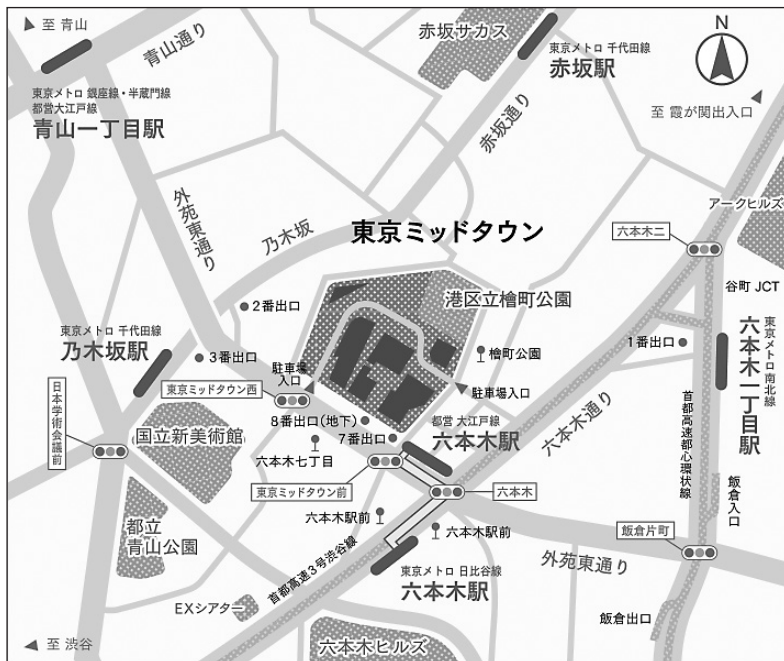 至 青山
青山通り
赤坂サカス
東京メトロ 千代田線
赤坂駅
N
東京メトロ 銀座線・半蔵門線
都営大江戸線
青山一丁目駅
至 霞が関出入口
赤坂通り
外苑東通り
乃木坂
アークヒルズ
東京ミッドタウン
六本木二
谷町 JCT
港区立檜町公園
2番出口
東京メトロ 千代田線
乃木坂駅
3番出口
檜町公園
1番出口
東京メトロ 南北線
六本木一丁目駅
駐車場
入口
駐車場入口
東京ミッドタウン西
日本学術会議前
国立新美術館
8番出口(地下)
7番出口
都営 大江戸線
六本木駅
六本木通り
首都高速都心環状線
六本木七丁目
東京ミッドタウン前
六本木
飯倉入口
六本木駅前
六本木駅前
飯倉片町
都立
青山公園
首都高速3号渋谷線
外苑東通り
東京メトロ 日比谷線
六本木駅
EXシアター
飯倉出口
至 渋谷
六本木ヒルズ